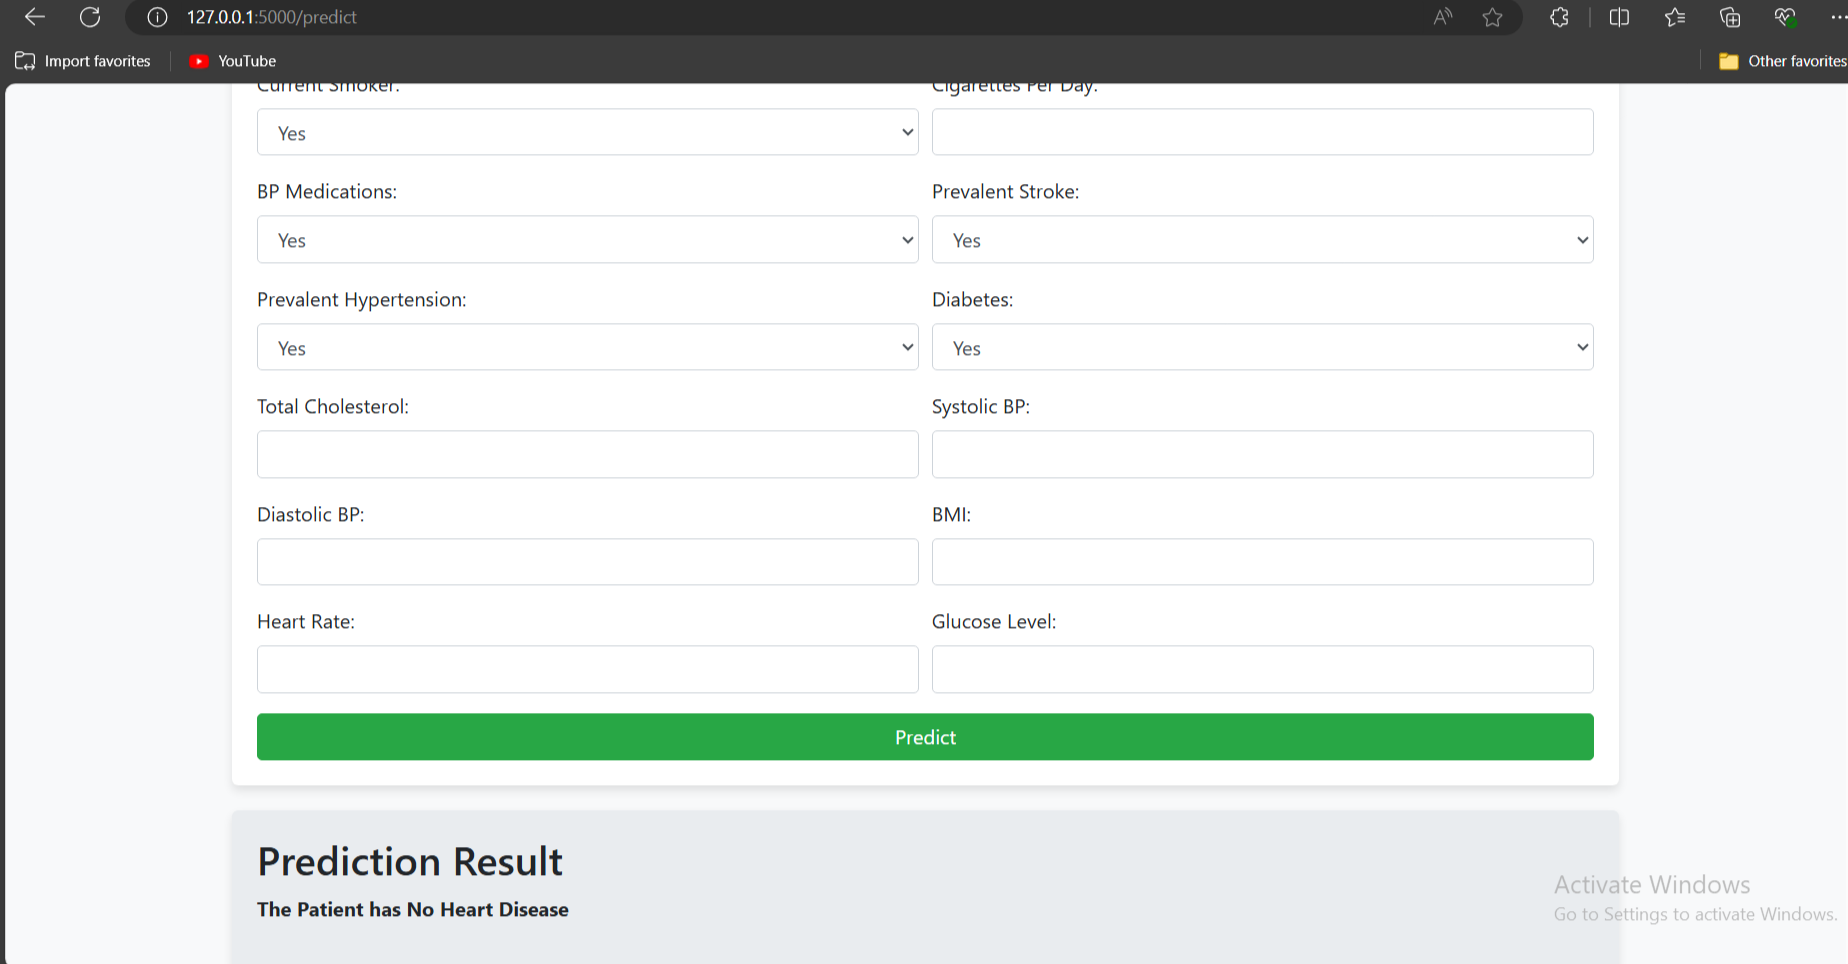 127.0.0.1:5000/predict
Import favorites
YouTube
Other favorites
Current Smoker:
Cigarettes Per Day:
Yes
BP Medications:
Prevalent Stroke:
Yes
Yes
Prevalent Hypertension:
Diabetes:
Yes
Yes
Total Cholesterol:
Systolic BP:
Diastolic BP:
BMI:
Heart Rate:
Glucose Level:
Predict
Prediction Result
The Patient has No Heart Disease
Activate Windows
Go to Settings to activate Windows.